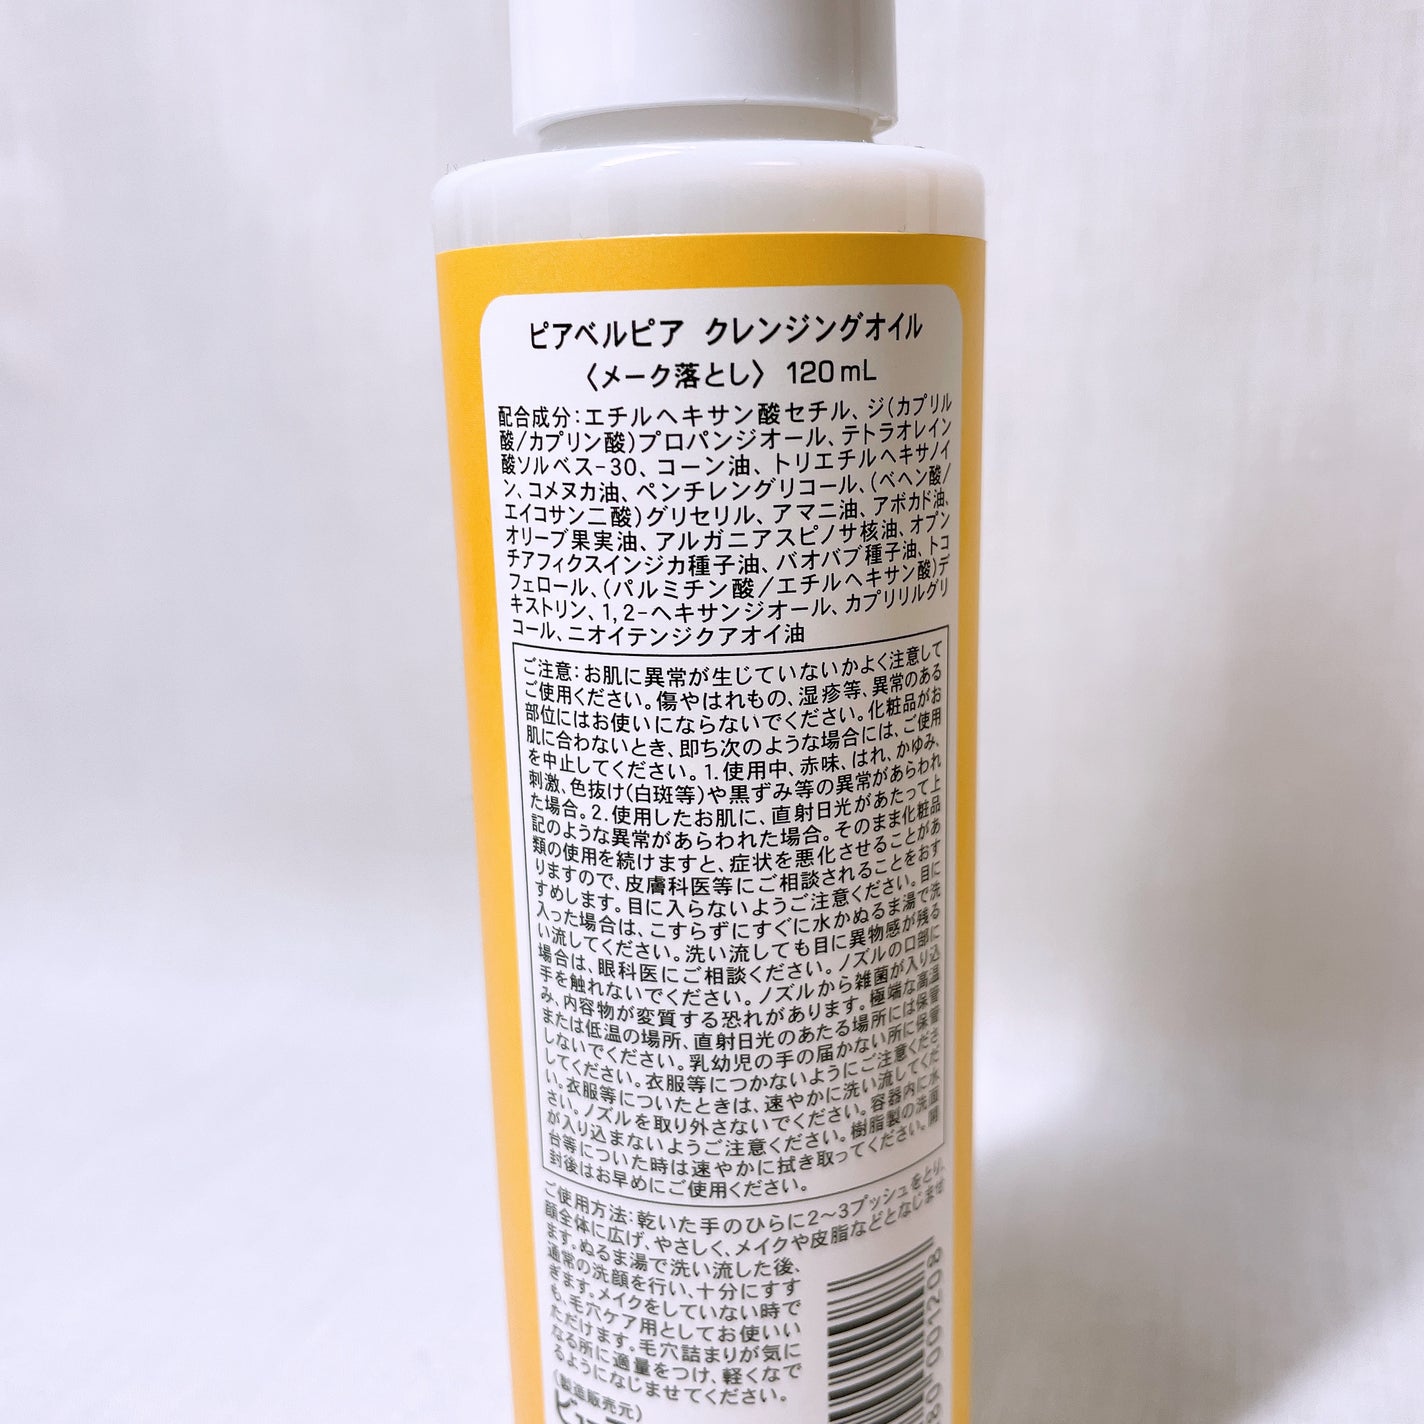 ピアベルピア クレンジングオイル
〈メーク落とし〉 120mL
配合成分:エチルヘキサン酸セチル、ジ(カプリル
酸/カプリン酸)プロパンジオール、テトラオレイン
酸ソルベス-30、コーン油、トリエチルヘキサノイ
ン、コメヌカ油、ペンチレングリコール、(ベヘン酸/
エイコサン二酸)グリセリル、アマニ油、アボカド油、
オリーブ果実油、アルガニアスピノサ核油、オプン
チアフィクスインジカ種子油、バオバブ種子油、トコ
フェロール、(パルミチン酸/エチルヘキサン酸)デ
キストリン、1,2-ヘキサンジオール、カプリリルグリ
コール、ニオイテンジクアオイ油
ご注意:お肌に異常が生じていないかよく注意して
ご使用ください。傷やはれもの、湿疹等、異常のある
部位にはお使いにならないでください。化粧品がお
肌に合わないとき、即ち次のような場合には、ご使用
を中止してください。1.使用中、赤味、はれ、かゆみ、
刺激、色抜け(白斑等)や黒ずみ等の異常があらわれ
た場合。2.使用したお肌に、直射日光があたって上
記のような異常があらわれた場合。そのまま化粧品
類の使用を続けますと、症状を悪化させることがあ
りますので、皮膚科医等にご相談されることをおす
すめします。目に入らないようご注意ください。目に
入った場合は、こすらずにすぐに水かぬるま湯で洗
い流してください。洗い流しても目に異物感が残る
場合は、眼科医にご相談ください。ノズルの口部に
手を触れないでください。ノズルから雑菌が入り込
み、内容物が変質する恐れがあります。極端な高温
または低温の場所、直射日光のあたる場所には保管
しないでください。乳幼児の手の届かない所に保管
してください。衣服等につかないようにご注意くださ
い。衣服等についたときは、速やかに洗い流してくだ
さい。ノズルを取り外さないでください。容器内に水
が入り込まないようご注意ください。樹脂製の洗面
台等についた時は速やかに拭き取ってください。開
封後はお早めにご使用ください。
ご使用方法:乾いた手のひらに2〜3プッシュをとり、
顔全体に広げ、やさしく、メイクや皮脂などとなじませ
ます。ぬるま湯で洗い流した後、
通常の洗顔を行い、十分にすす
ぎます。メイクをしていない時で
も、毛穴ケア用としてお使いい
ただけます。毛穴詰まりが気に
なる所に適量をつけ、軽くなで
るようになじませてください。
(製造販売元)